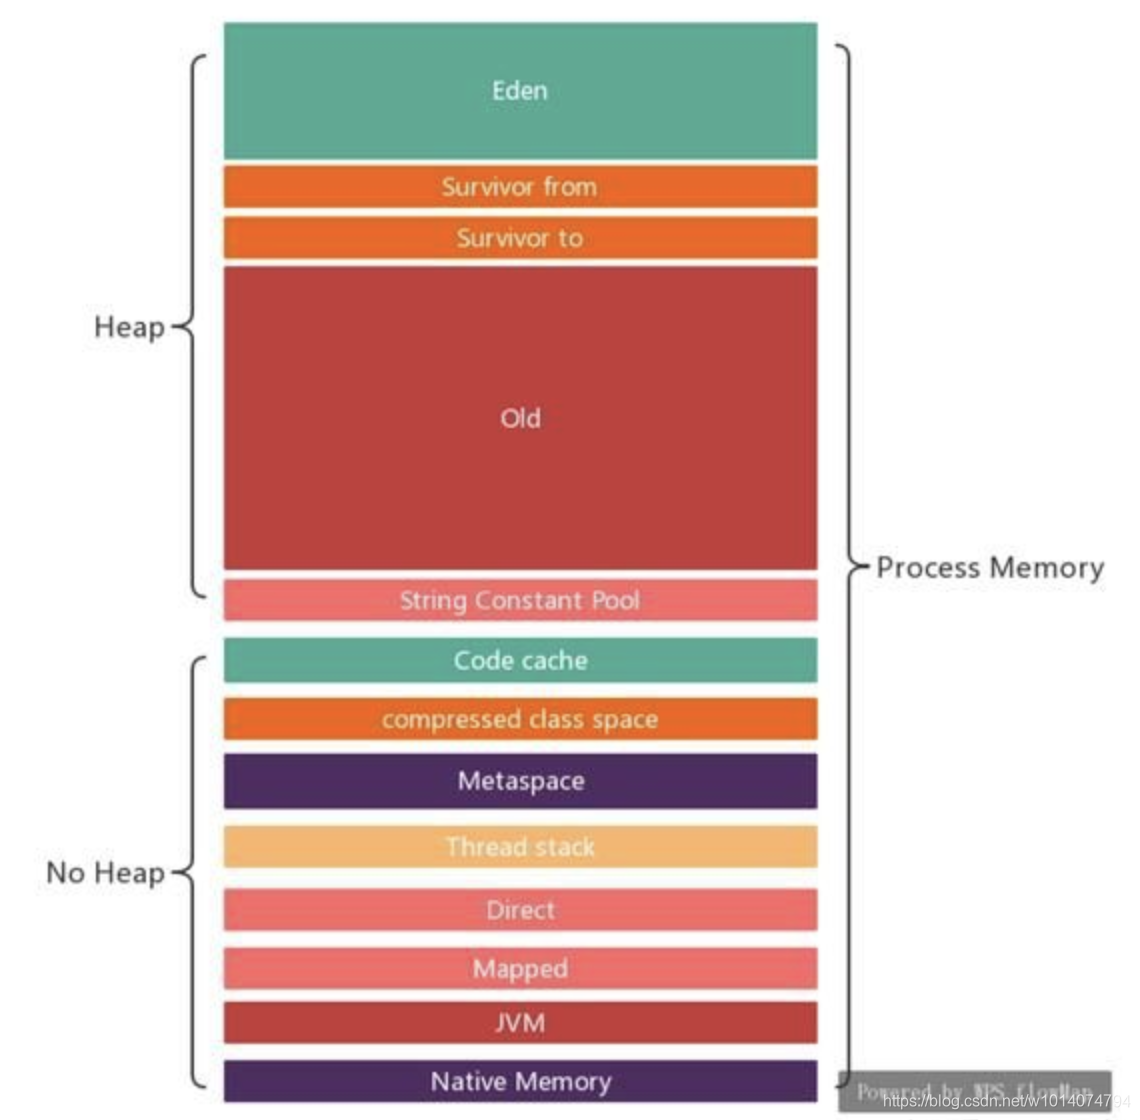 Eden
Survivor from
Survivor to
Heap
Old
Process Memory
String Constant Pool
Code cache
compressed class space
Metaspace
Thread stack
No Heap
Direct
Mapped
JVM
Native Memory
Powered by WPS flowMap
https://blog.csdn.net/w1014074794